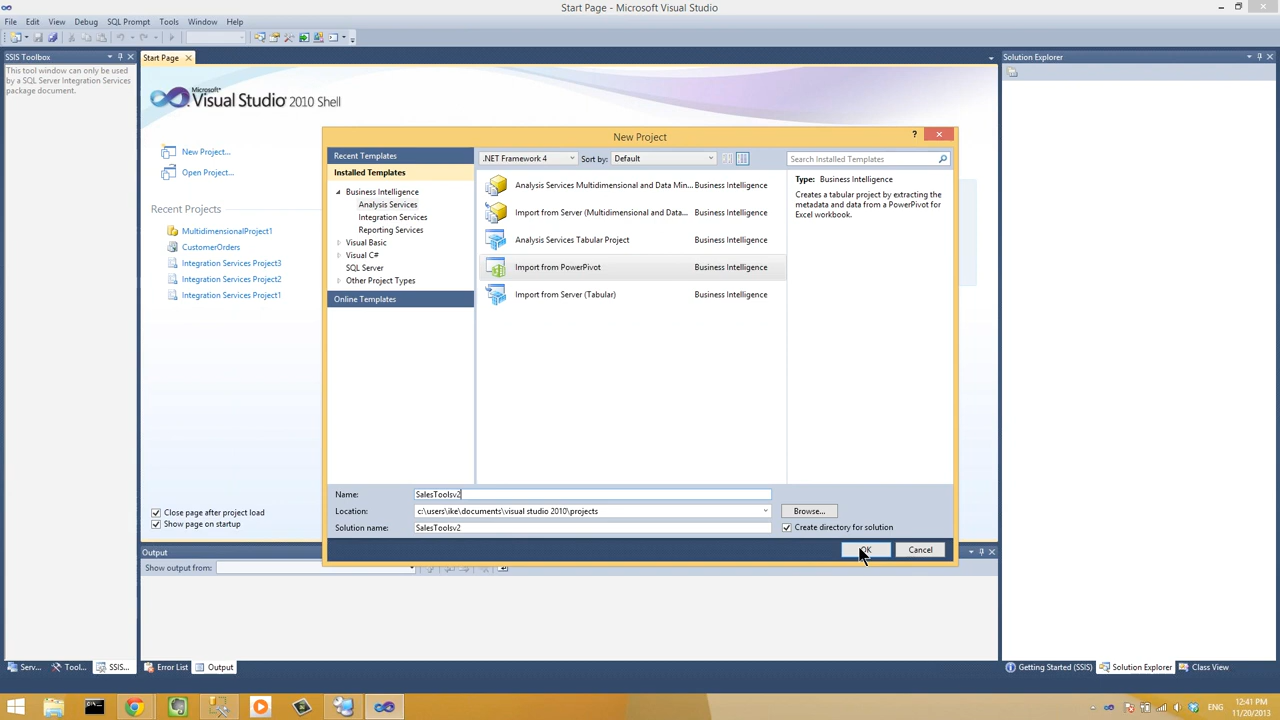 Start Page - Microsoft Visual Studio
File Edit View Debug SQL Prompt Tools Window Help
SSIS Toolbox
This tool window can only be used
by a SQL Server Integration Services
package document.
Start Page
Microsoft®
Visual Studio® 2010 Shell
New Project...
Open Project...
Recent Projects
MultidimensionalProject1
CustomerOrders
Integration Services Project3
Integration Services Project2
Integration Services Project1
Close page after project load
Show page on startup
New Project
?
Recent Templates
Installed Templates
Business Intelligence
Analysis Services
Integration Services
Reporting Services
Visual Basic
Visual C#
SQL Server
Other Project Types
Online Templates
.NET Framework 4
Sort by: Default
Search Installed Templates
Analysis Services Multidimensional and Data Min... Business Intelligence
Import from Server (Multidimensional and Data... Business Intelligence
Analysis Services Tabular Project Business Intelligence
Import from PowerPivot Business Intelligence
Import from Server (Tabular) Business Intelligence
Type: Business Intelligence
Creates a tabular project by extracting the
metadata and data from a PowerPivot for
Excel workbook.
Name: SalesToolsv2
Location: c:\users\ike\documents\visual studio 2010\projects
Browse...
Solution name: SalesToolsv2
Create directory for solution
OK
Cancel
Solution Explorer
Output
Show output from:
Serv... Tool... SSIS...
Error List Output
Getting Started (SSIS) Solution Explorer Class View
ENG
12:41 PM
11/20/2013